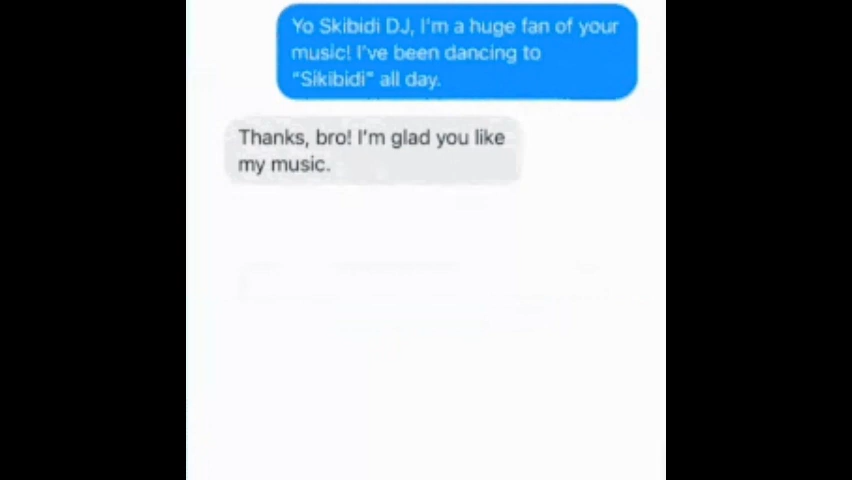 Yo Skibidi DJ, I'm a huge fan of your
music! I've been dancing to
"Sikibidi" all day.
Thanks, bro! I'm glad you like
my music.